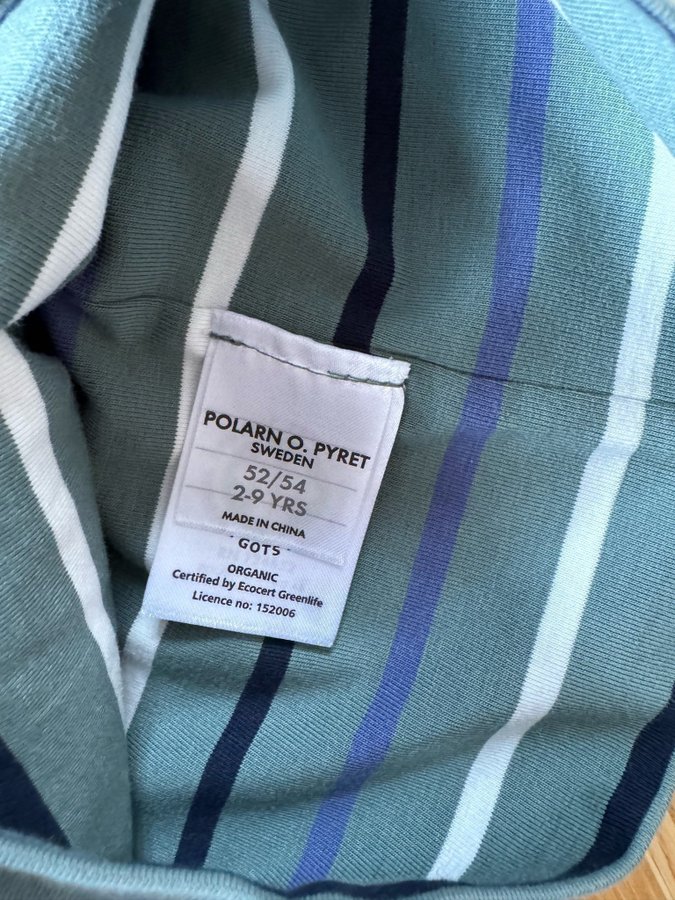 POLARN O. PYRET
SWEDEN
52/54
2-9 YRS
MADE IN CHINA
- GOTS -
ORGANIC
Certified by Ecocert Greenlife
Licence no: 152006